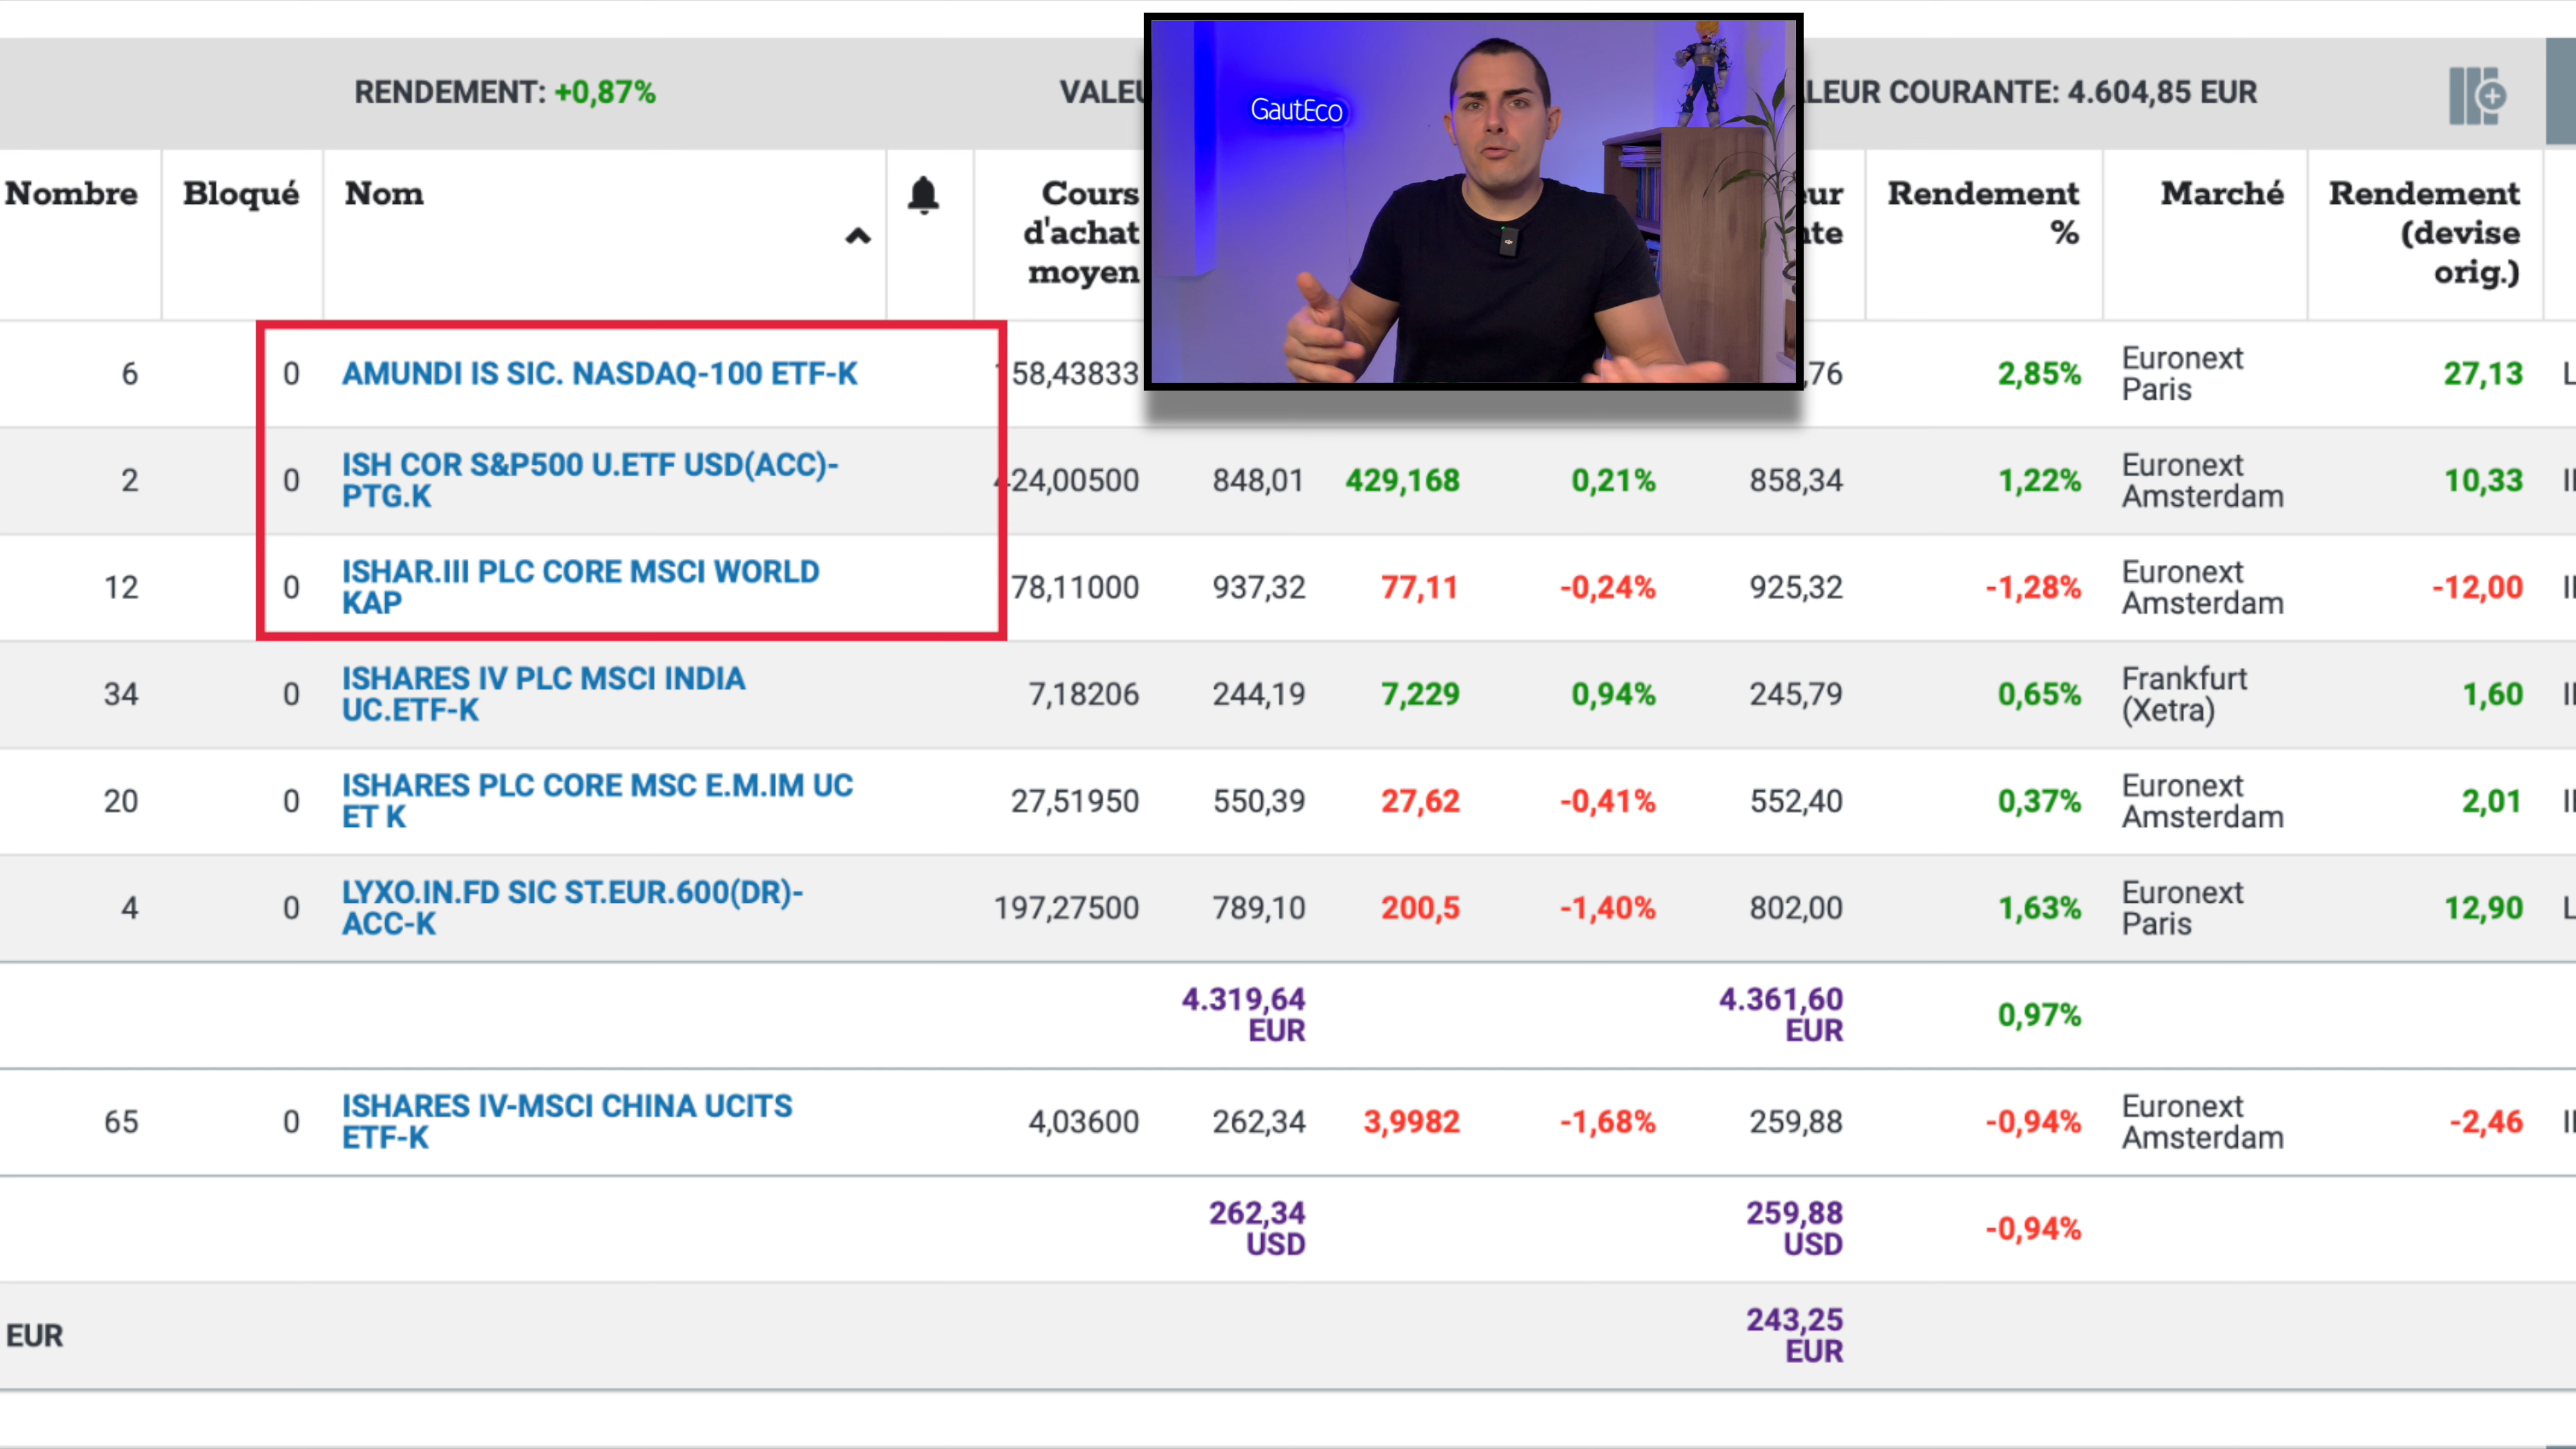 RENDEMENT: +0,87%
VALEUR COURANTE: 4.604,85 EUR
GautEco
Nombre
Bloqué
Nom
Cours
d'achat
moyen
Rendement
%
Marché
Rendement
(devise
orig.)
6
0
AMUNDI IS SIC. NASDAQ-100 ETF-K
158,43833
,76
2,85%
Euronext
Paris
27,13
2
0
ISH COR S&P500 U.ETF USD(ACC)-
PTG.K
424,00500
848,01
429,168
0,21%
858,34
1,22%
Euronext
Amsterdam
10,33
12
0
ISHAR.III PLC CORE MSCI WORLD
KAP
78,11000
937,32
77,11
-0,24%
925,32
-1,28%
Euronext
Amsterdam
-12,00
34
0
ISHARES IV PLC MSCI INDIA
UC.ETF-K
7,18206
244,19
7,229
0,94%
245,79
0,65%
Frankfurt
(Xetra)
1,60
20
0
ISHARES PLC CORE MSC E.M.IM UC
ET K
27,51950
550,39
27,62
-0,41%
552,40
0,37%
Euronext
Amsterdam
2,01
4
0
LYXO.IN.FD SIC ST.EUR.600(DR)-
ACC-K
197,27500
789,10
200,5
-1,40%
802,00
1,63%
Euronext
Paris
12,90
4.319,64
EUR
4.361,60
EUR
0,97%
65
0
ISHARES IV-MSCI CHINA UCITS
ETF-K
4,03600
262,34
3,9982
-1,68%
259,88
-0,94%
Euronext
Amsterdam
-2,46
262,34
USD
259,88
USD
-0,94%
EUR
243,25
EUR